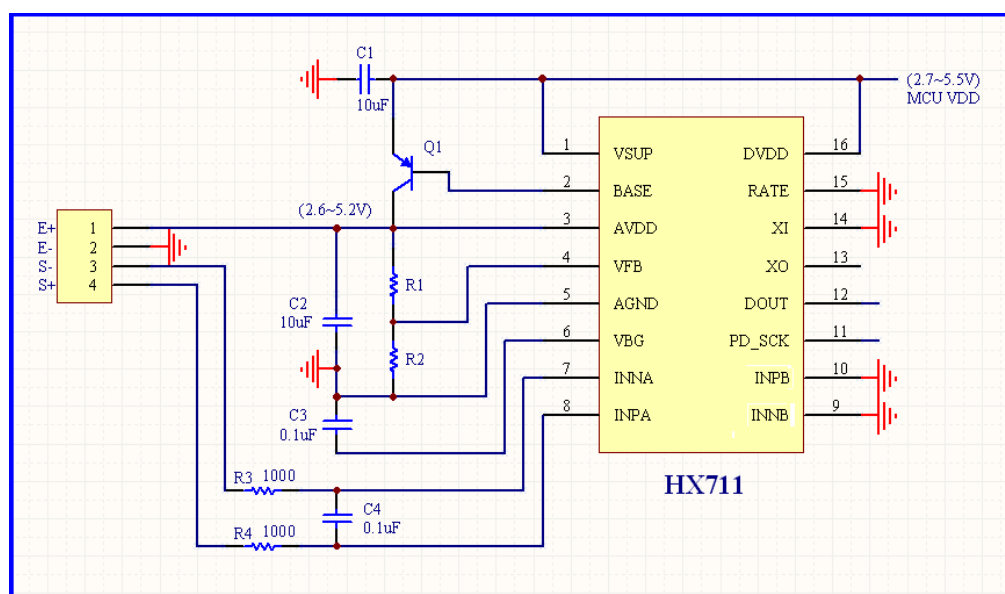 C1
10uF
(2.7~5.5V)
MCU VDD
Q1
1 VSUP DVDD 16
2 BASE RATE 15
(2.6~5.2V)
3 AVDD XI 14
4 VFB XO 13
5 AGND DOUT 12
6 VBG PD_SCK 11
7 INNA INPB 10
8 INPA INNB 9
HX711
E+ 1
E- 2
S- 3
S+ 4
R1
C2
10uF
R2
C3
0.1uF
R3 1000
C4
0.1uF
R4 1000